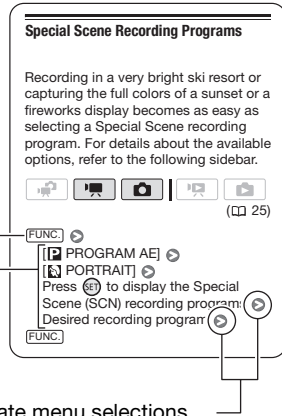 Special Scene Recording Programs
Recording in a very bright ski resort or
capturing the full colors of a sunset or a
fireworks display becomes as easy as
selecting a Special Scene recording
program. For details about the available
options, refer to the following sidebar.
( 25)
FUNC.
[P PROGRAM AE]
[ PORTRAIT]
Press SET to display the Special
Scene (SCN) recording programs
Desired recording program
FUNC.
ate menu selections